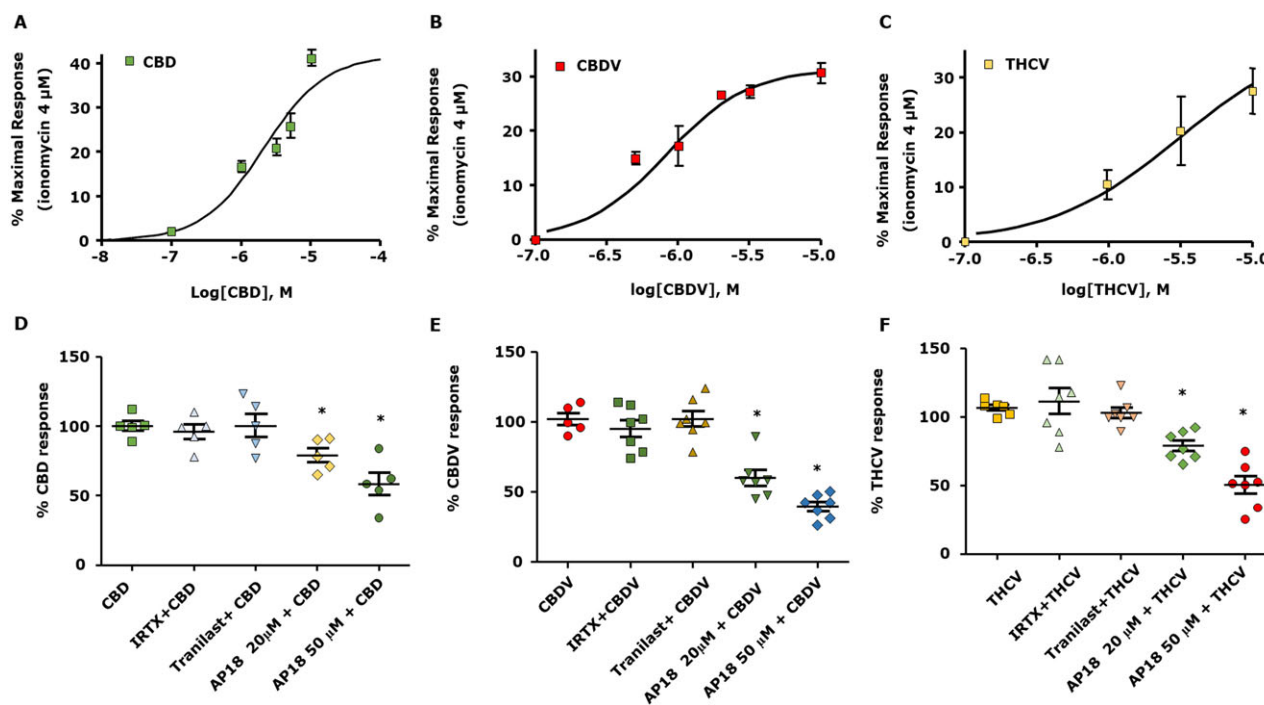 A
% Maximal Response
(ionomycin 4 µM)
CBD
40
30
20
10
0
-8
-7
-6
-5
-4
Log[CBD], M
B
% Maximal Response
(ionomycin 4 µM)
CBDV
30
20
10
0
-7.0
-6.5
-6.0
-5.5
-5.0
log[CBDV], M
C
% Maximal Response
(ionomycin 4 µM)
THCV
30
20
10
0
-7.0
-6.5
-6.0
-5.5
-5.0
log[THCV], M
D
% CBD response
150
100
50
0
*
*
CBD
IRTX+CBD
Tranilast+ CBD
AP18 20µM + CBD
AP18 50 µM + CBD
E
% CBDV response
150
100
50
0
*
*
CBDV
IRTX+CBDV
Tranilast + CBDV
AP18 20µM + CBDV
AP18 50 µM + CBDV
F
% THCV response
150
100
50
0
*
*
THCV
IRTX+THCV
Tranilast+THCV
AP18 20 µM + THCV
AP18 50 µM + THCV